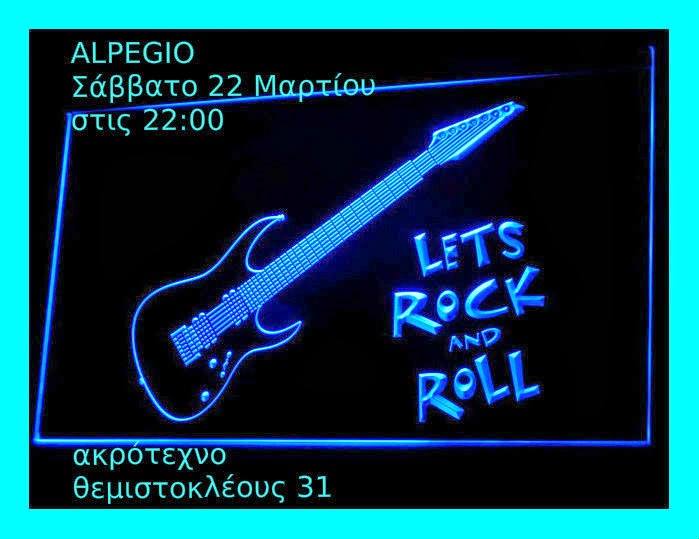 ALPEGIO
Σάββατο 22 Μαρτίου
στις 22:00
LETS
ROCK
AND
ROLL
ακρότεχνο
θεμιστοκλέους 31